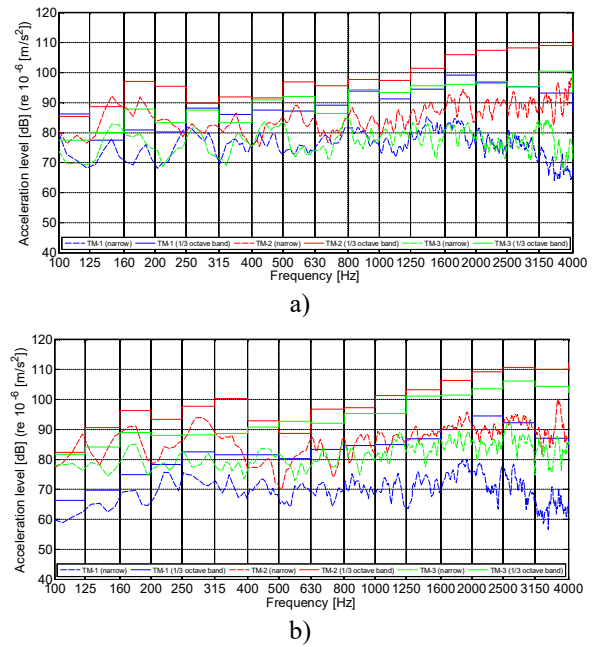 120
110
100
90
80
70
60
50
40
Acceleration level [dB] (re 10⁻⁶ [m/s²])
TM-1 (narrow) TM-1 (1/3 octave band) TM-2 (narrow) TM-2 (1/3 octave band) TM-3 (narrow) TM-3 (1/3 octave band)
100 125 160 200 250 315 400 500 630 800 1000 1250 1600 2000 2500 3150 4000
Frequency [Hz]
a)
120
110
100
90
80
70
60
50
40
Acceleration level [dB] (re 10⁻⁶ [m/s²])
TM-1 (narrow) TM-1 (1/3 octave band) TM-2 (narrow) TM-2 (1/3 octave band) TM-3 (narrow) TM-3 (1/3 octave band)
100 125 160 200 250 315 400 500 630 800 1000 1250 1600 2000 2500 3150 4000
Frequency [Hz]
b)